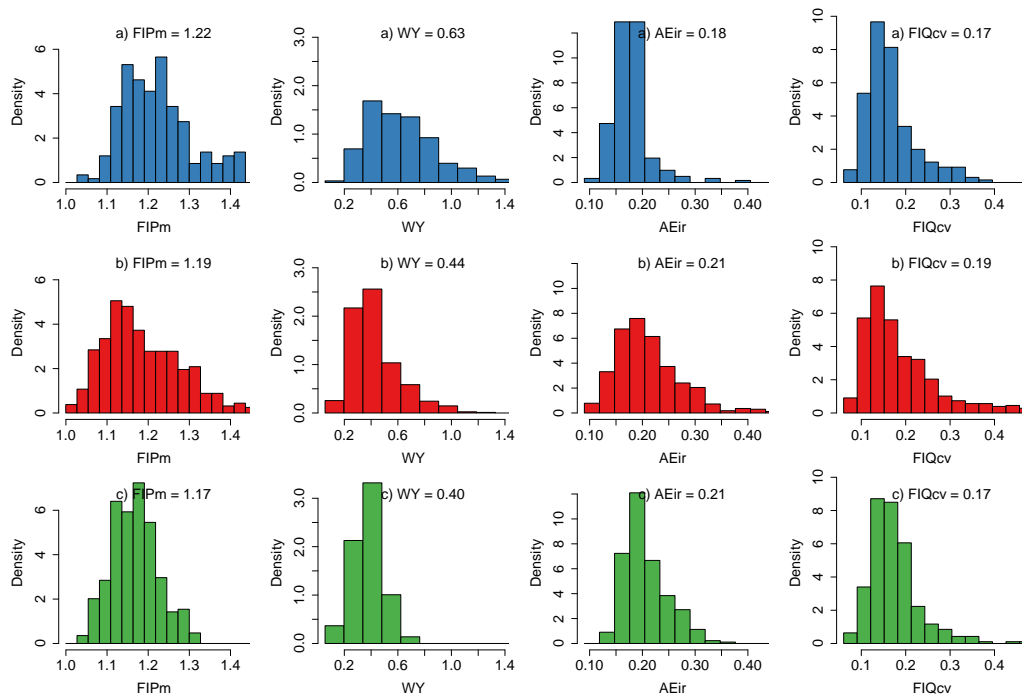 a) FIPm = 1.22
Density
0 2 4 6
1.0 1.1 1.2 1.3 1.4
FIPm
a) WY = 0.63
Density
0.0 1.0 2.0 3.0
0.2 0.6 1.0 1.4
WY
a) AEir = 0.18
Density
0 2 4 6 8 10
0.10 0.20 0.30 0.40
AEir
a) FIQcv = 0.17
Density
0 2 4 6 8 10
0.1 0.2 0.3 0.4
FIQcv
b) FIPm = 1.19
Density
0 2 4 6
1.0 1.1 1.2 1.3 1.4
FIPm
b) WY = 0.44
Density
0.0 1.0 2.0 3.0
0.2 0.6 1.0 1.4
WY
b) AEir = 0.21
Density
0 2 4 6 8 10
0.10 0.20 0.30 0.40
AEir
b) FIQcv = 0.19
Density
0 2 4 6 8 10
0.1 0.2 0.3 0.4
FIQcv
c) FIPm = 1.17
Density
0 2 4 6
1.0 1.1 1.2 1.3 1.4
FIPm
c) WY = 0.40
Density
0.0 1.0 2.0 3.0
0.2 0.6 1.0 1.4
WY
c) AEir = 0.21
Density
0 2 4 6 8 10
0.10 0.20 0.30 0.40
AEir
c) FIQcv = 0.17
Density
0 2 4 6 8 10
0.1 0.2 0.3 0.4
FIQcv